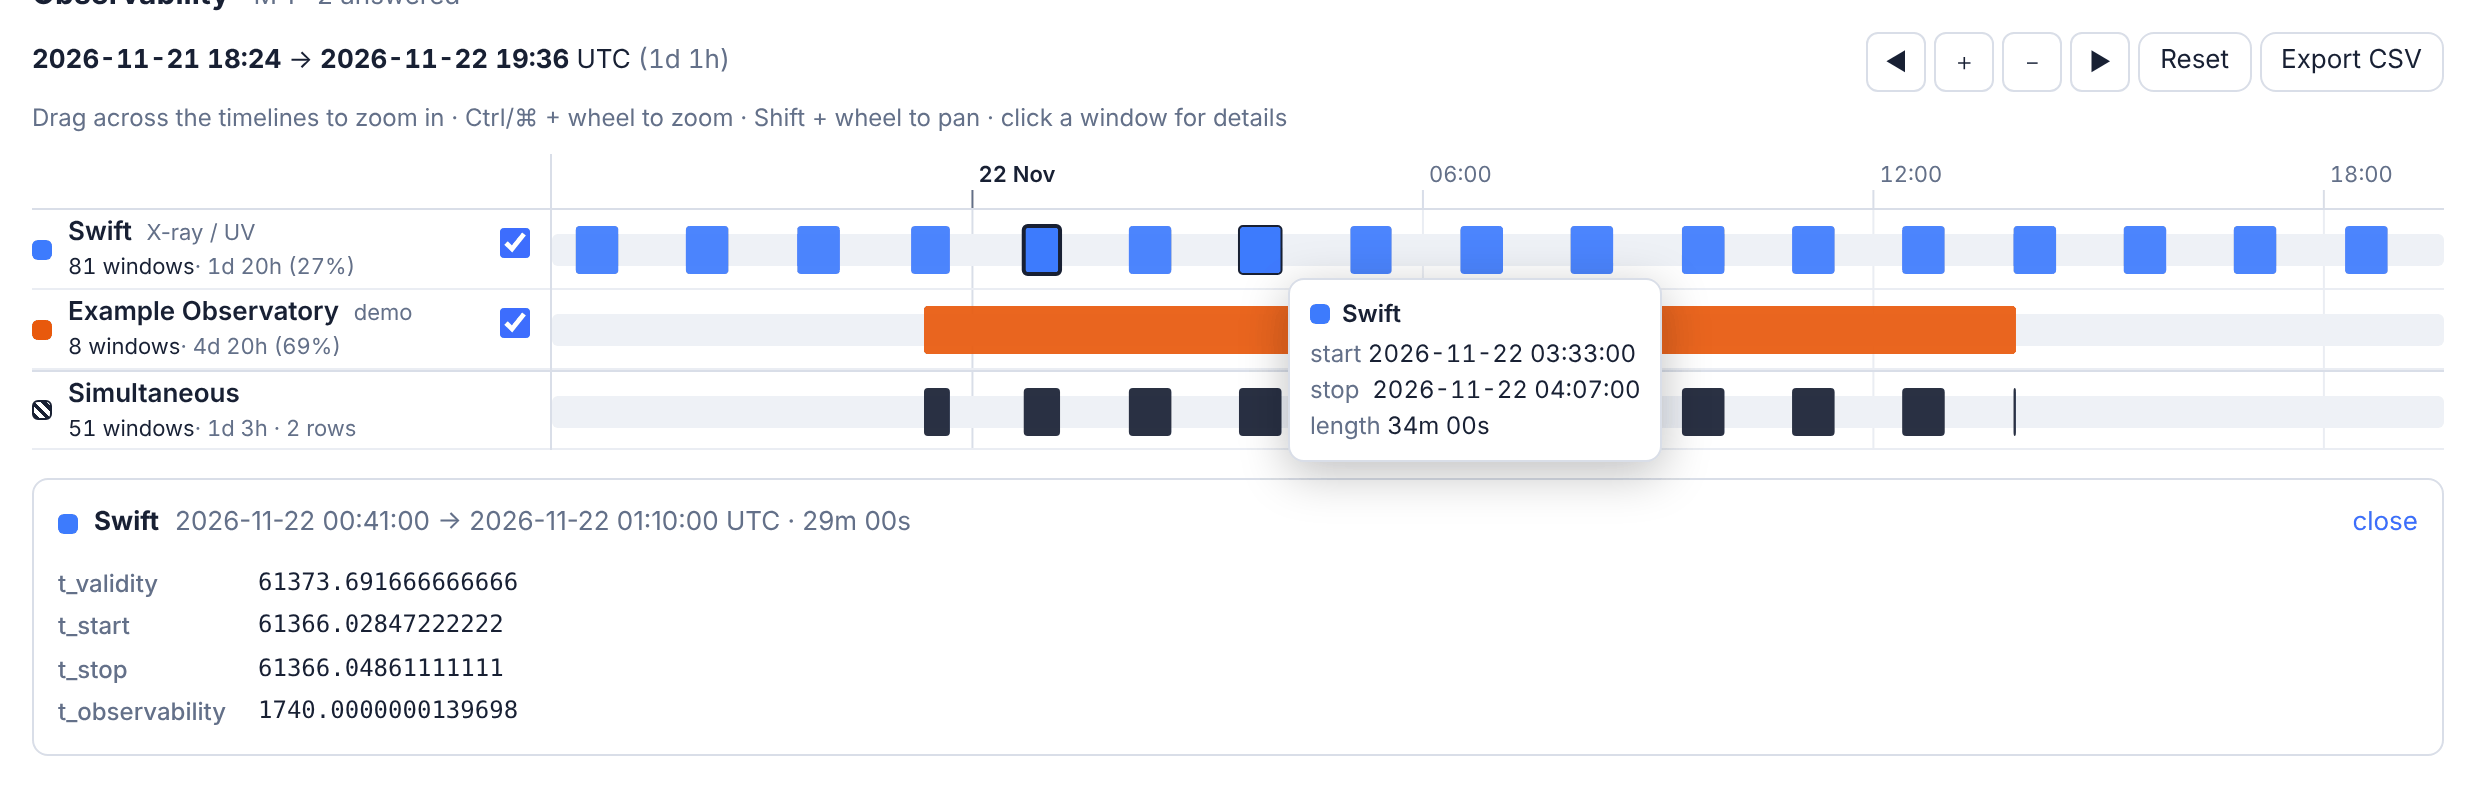 2026-11-21 18:24 → 2026-11-22 19:36 UTC (1d 1h)
◀ + − ▶ Reset Export CSV
Drag across the timelines to zoom in · Ctrl/⌘ + wheel to zoom · Shift + wheel to pan · click a window for details
22 Nov 06:00 12:00 18:00
Swift X-ray / UV
81 windows· 1d 20h (27%)
Example Observatory demo
8 windows· 4d 20h (69%)
Simultaneous
51 windows· 1d 3h · 2 rows
Swift
start 2026-11-22 03:33:00
stop 2026-11-22 04:07:00
length 34m 00s
Swift 2026-11-22 00:41:00 → 2026-11-22 01:10:00 UTC · 29m 00s
close
t_validity 61373.691666666666
t_start 61366.02847222222
t_stop 61366.04861111111
t_observability 1740.0000000139698